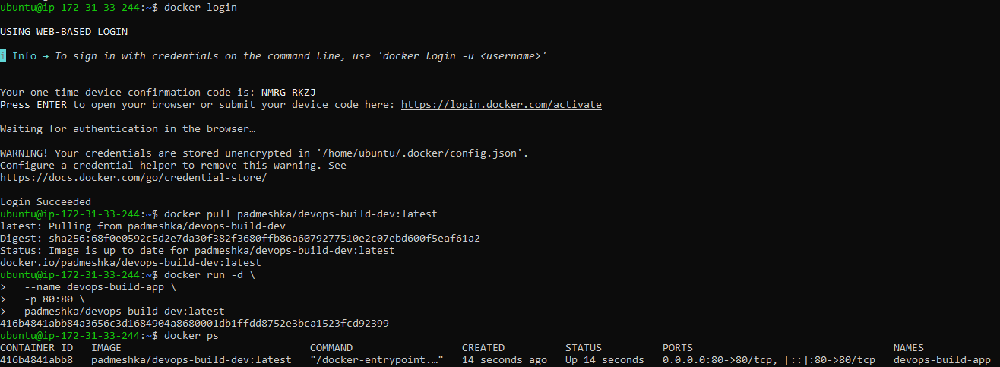 ubuntu@ip-172-31-33-244:~$ docker login
USING WEB-BASED LOGIN
i Info → To sign in with credentials on the command line, use 'docker login -u <username>'
Your one-time device confirmation code is: NMRG-RKZJ
Press ENTER to open your browser or submit your device code here: https://login.docker.com/activate
Waiting for authentication in the browser…
WARNING! Your credentials are stored unencrypted in '/home/ubuntu/.docker/config.json'.
Configure a credential helper to remove this warning. See
https://docs.docker.com/go/credential-store/
Login Succeeded
ubuntu@ip-172-31-33-244:~$ docker pull padmeshka/devops-build-dev:latest
latest: Pulling from padmeshka/devops-build-dev
Digest: sha256:68f0e0592c5d2e7da30f382f3680ffb86a6079277510e2c07ebd600f5eaf61a2
Status: Image is up to date for padmeshka/devops-build-dev:latest
docker.io/padmeshka/devops-build-dev:latest
ubuntu@ip-172-31-33-244:~$ docker run -d \
>   --name devops-build-app \
>   -p 80:80 \
>   padmeshka/devops-build-dev:latest
416b4841abb84a3656c3d1684904a8680001db1ffdd8752e3bca1523fcd92399
ubuntu@ip-172-31-33-244:~$ docker ps
CONTAINER ID   IMAGE                               COMMAND                  CREATED          STATUS          PORTS                                 NAMES
416b4841abb8   padmeshka/devops-build-dev:latest   "/docker-entrypoint.…"   14 seconds ago   Up 14 seconds   0.0.0.0:80->80/tcp, [::]:80->80/tcp   devops-build-app